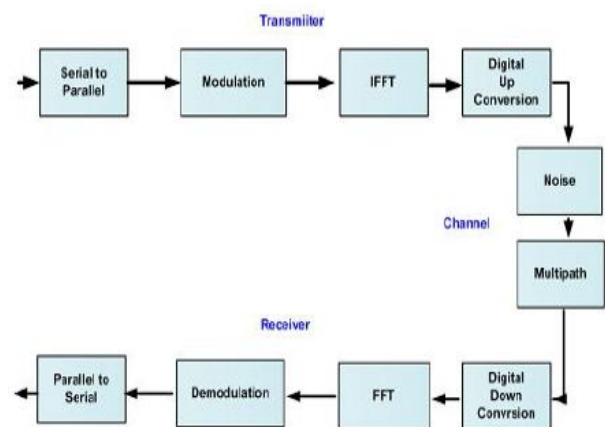 Transmiiter
Serial to
Parallel
Modulation
IFFT
Digital
Up
Conversion
Noise
Channel
Multipath
Receiver
Parallel to
Serial
Demodulation
FFT
Digital
Down
Convrsion